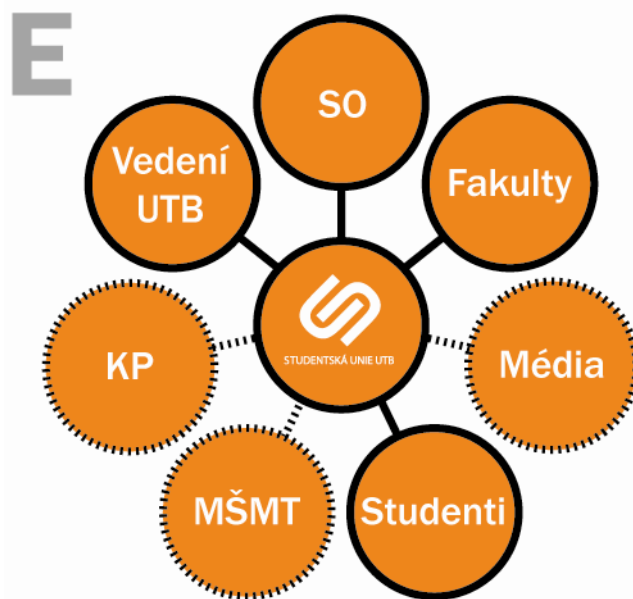 E
SO
Vedení
UTB
Fakulty
STUDENTSKÁ UNIE UTB
KP
Média
MŠMT
Studenti